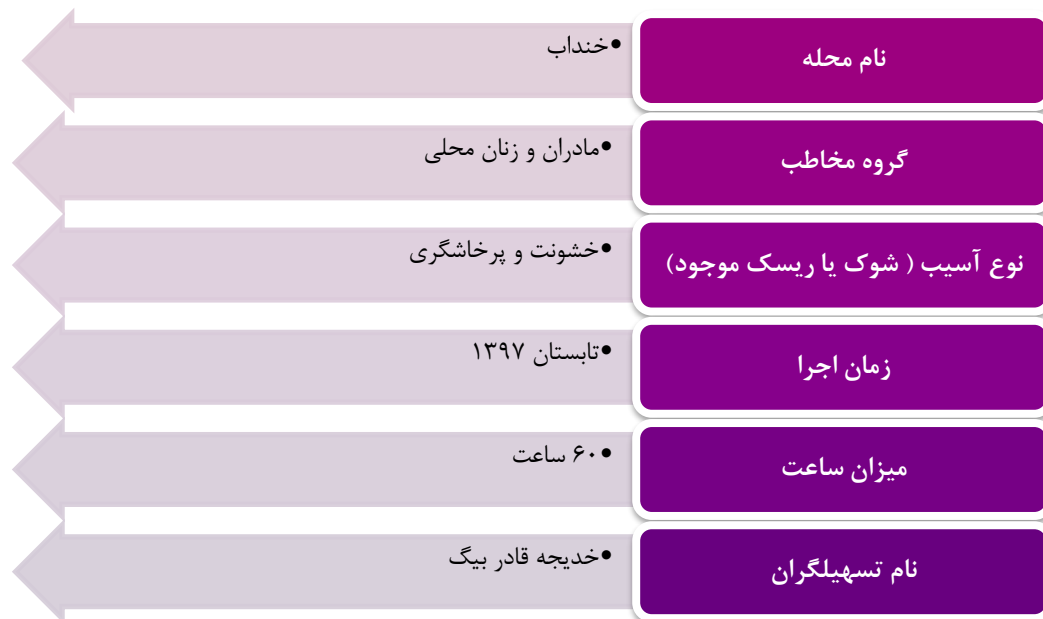 نام محله
•خنداب
گروه مخاطب
•مادران و زنان محلی
نوع آسیب ( شوک یا ریسک موجود)
•خشونت و پرخاشگری
زمان اجرا
•تابستان ۱۳۹۷
میزان ساعت
•۶۰ ساعت
نام تسهیلگران
•خدیجه قادر بیگ